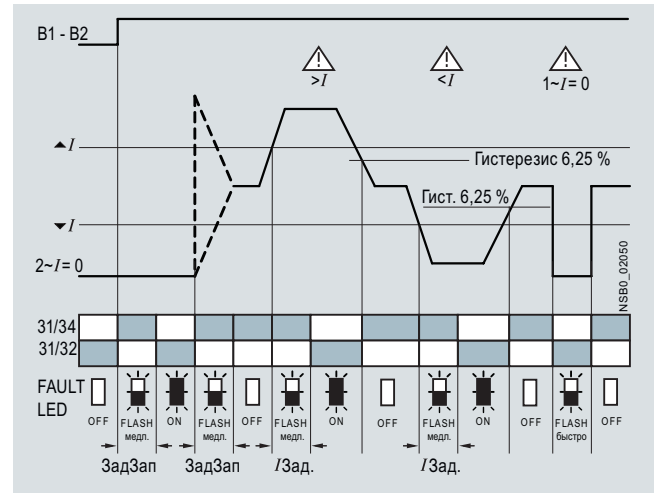 B1 - B2
>I
<I
1~I= 0
▲I
Гистерезис 6,25 %
Гист. 6,25 %
▼I
2~I= 0
NSB0_02050
31/34
31/32
FAULT
LED
OFF FLASH медл. ON FLASH медл. OFF FLASH медл. ON OFF FLASH медл. ON OFF FLASH быстро OFF
ЗадЗап ЗадЗап IЗад. IЗад.